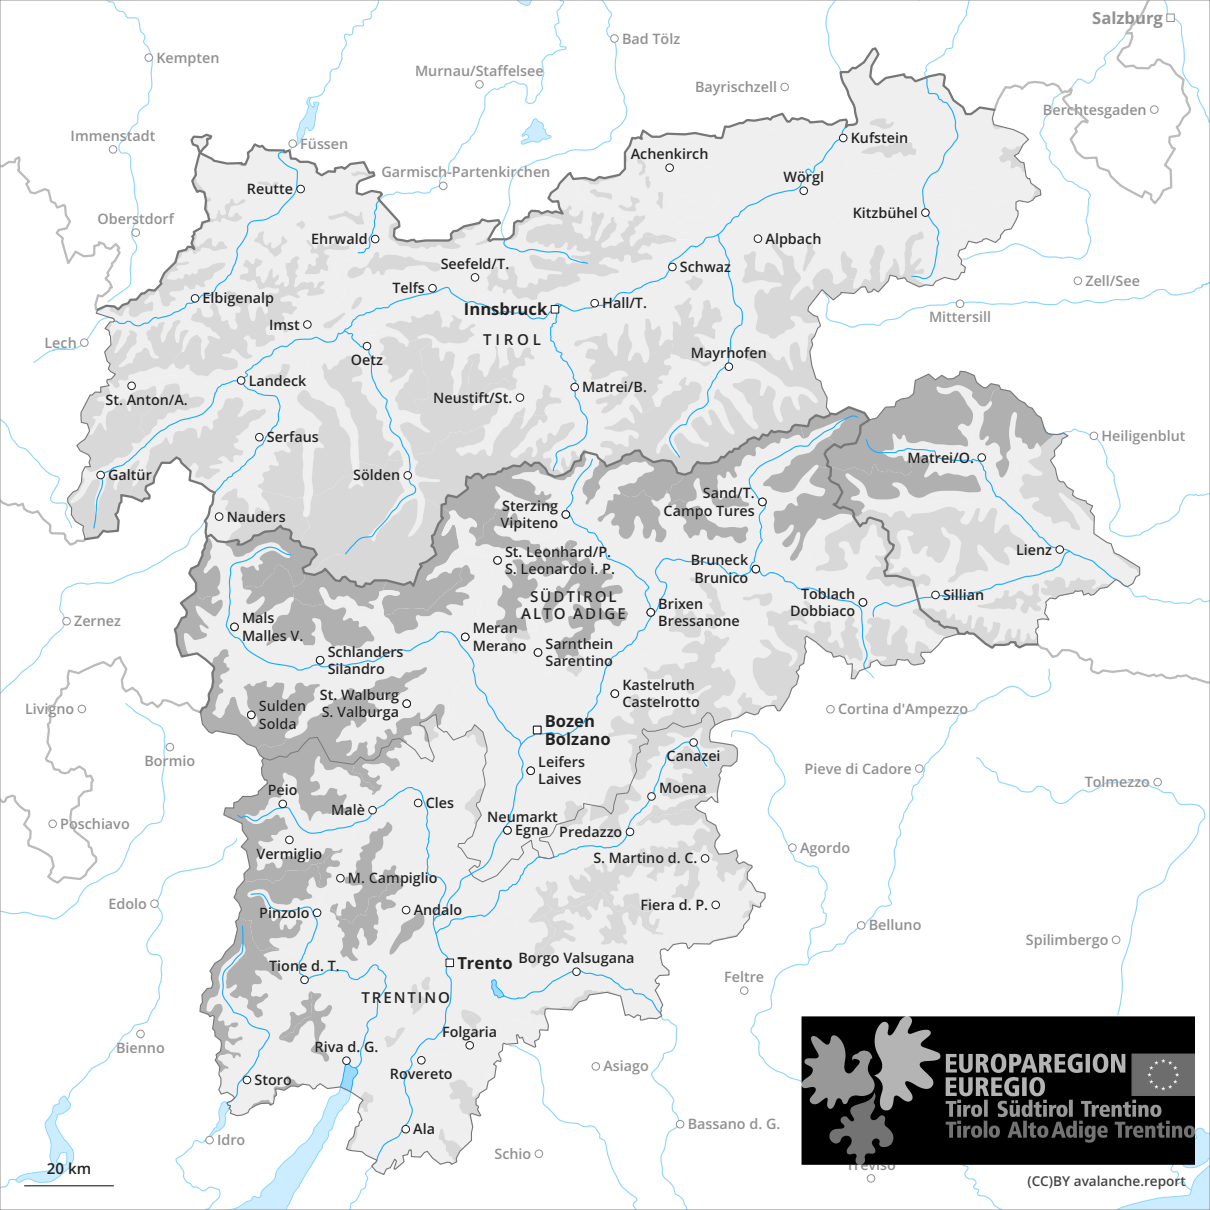 Salzburg
Bad Tölz
Kempten
Murnau/Staffelsee
Bayrischzell
Berchtesgaden
Immenstadt
Füssen
Kufstein
Achenkirch
Garmisch-Partenkirchen
Wörgl
Reutte
Oberstdorf
Kitzbühel
Ehrwald
Alpbach
Seefeld/T.
Schwaz
Zell/See
Telfs
Elbigenalp
Hall/T.
Innsbruck
Mittersill
Imst
TIROL
Lech
Oetz
Mayrhofen
Landeck
Matrei/B.
St. Anton/A.
Neustift/St.
Serfaus
Heiligenblut
Matrei/O.
Galtür
Sölden
Sand/T.
Campo Tures
Sterzing
Vipiteno
Nauders
Lienz
St. Leonhard/P.
S. Leonardo i. P.
Bruneck
Brunico
SÜDTIROL
ALTO ADIGE
Toblach
Dobbiaco
Sillian
Brixen
Bressanone
Zernez
Mals
Malles V.
Meran
Merano
Sarnthein
Sarentino
Schlanders
Silandro
Kastelruth
Castelrotto
St. Walburg
S. Valburga
Sulden
Solda
Livigno
Cortina d'Ampezzo
Bozen
Bolzano
Bormio
Canazei
Leifers
Laives
Pieve di Cadore
Tolmezzo
Peio
Moena
Malè
Cles
Neumarkt
Egna
Predazzo
Poschiavo
Vermiglio
S. Martino d. C.
Agordo
M. Campiglio
Edolo
Pinzolo
Andalo
Fiera d. P.
Belluno
Spilimbergo
Trento
Borgo Valsugana
Tione d. T.
Feltre
TRENTINO
Folgaria
Bienno
Riva d. G.
Rovereto
Asiago
Storo
Bassano d. G.
Ala
Idro
Schio
Treviso
EUROPAREGION
EUREGIO
Tirol Südtirol Trentino
Tirolo Alto Adige Trentino
20 km
(CC)BY avalanche.report